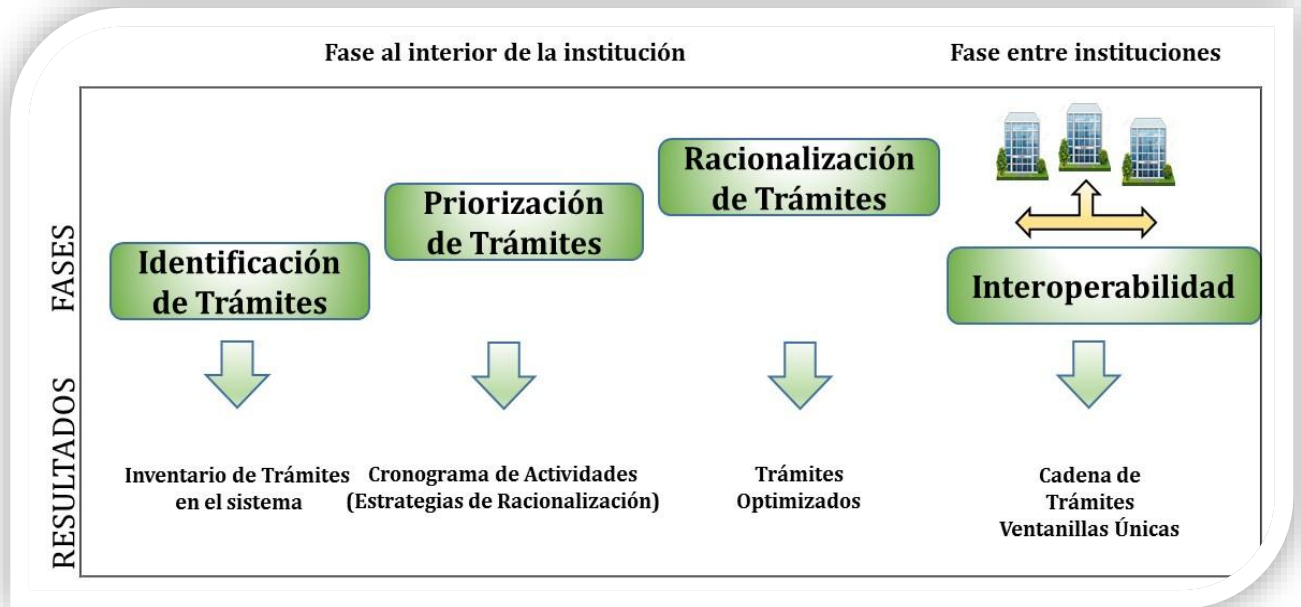 Fase al interior de la institución
Fase entre instituciones
FASES
Identificación
de Trámites
Priorización
de Trámites
Racionalización
de Trámites
Interoperabilidad
RESULTADOS
Inventario de Trámites
en el sistema
Cronograma de Actividades
(Estrategias de Racionalización)
Trámites
Optimizados
Cadena de
Trámites
Ventanillas Únicas